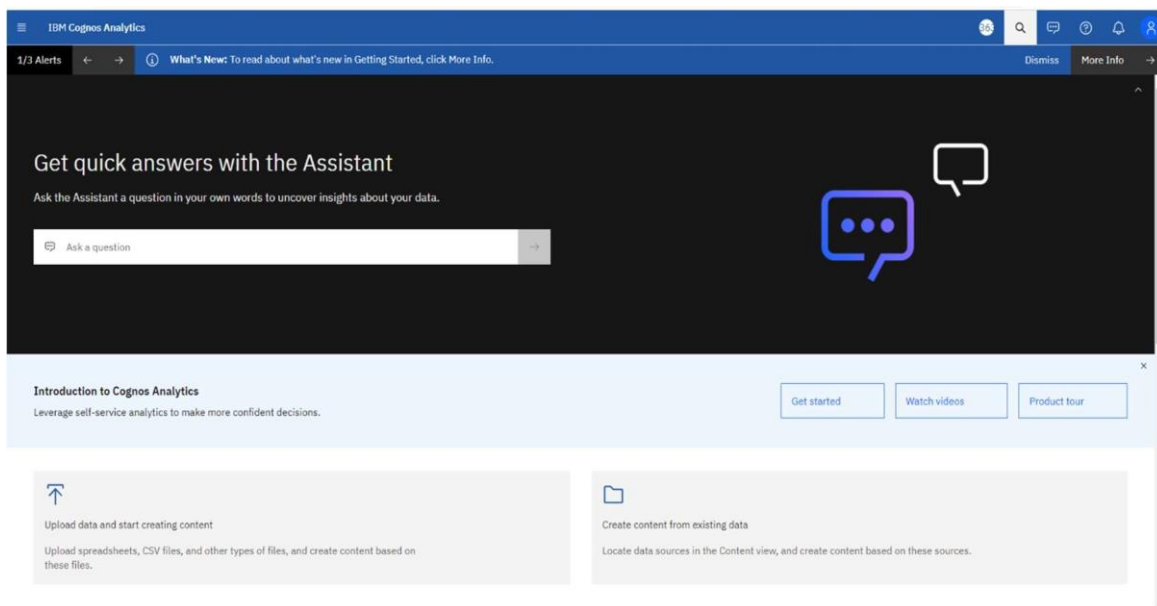 IBM Cognos Analytics
1/3 Alerts
What's New: To read about what's new in Getting Started, click More Info.
Dismiss
More Info
Get quick answers with the Assistant
Ask the Assistant a question in your own words to uncover insights about your data.
Ask a question
Introduction to Cognos Analytics
Leverage self-service analytics to make more confident decisions.
Get started
Watch videos
Product tour
Upload data and start creating content
Upload spreadsheets, CSV files, and other types of files, and create content based on
these files.
Create content from existing data
Locate data sources in the Content view, and create content based on these sources.